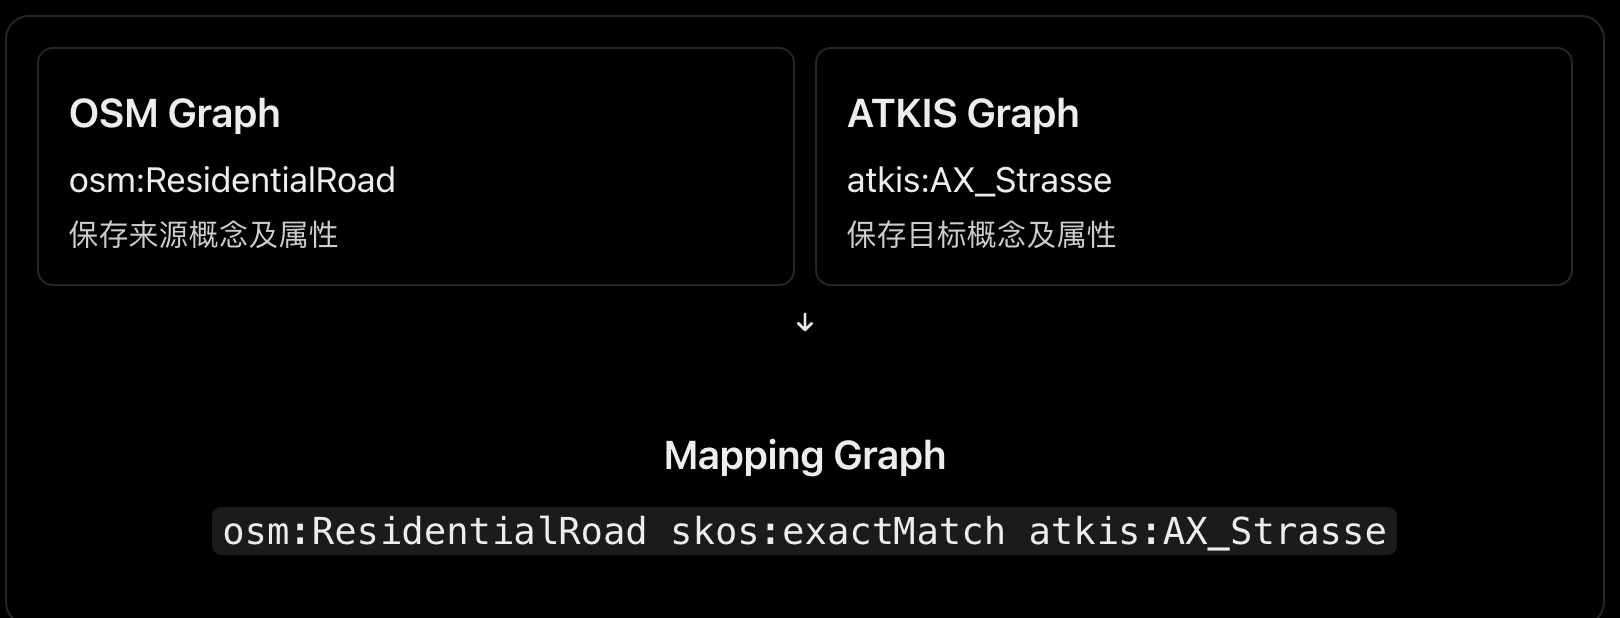 OSM Graph
osm:ResidentialRoad
保存来源概念及属性
ATKIS Graph
atkis:AX_Strasse
保存目标概念及属性
↓
Mapping Graph
osm:ResidentialRoad skos:exactMatch atkis:AX_Strasse